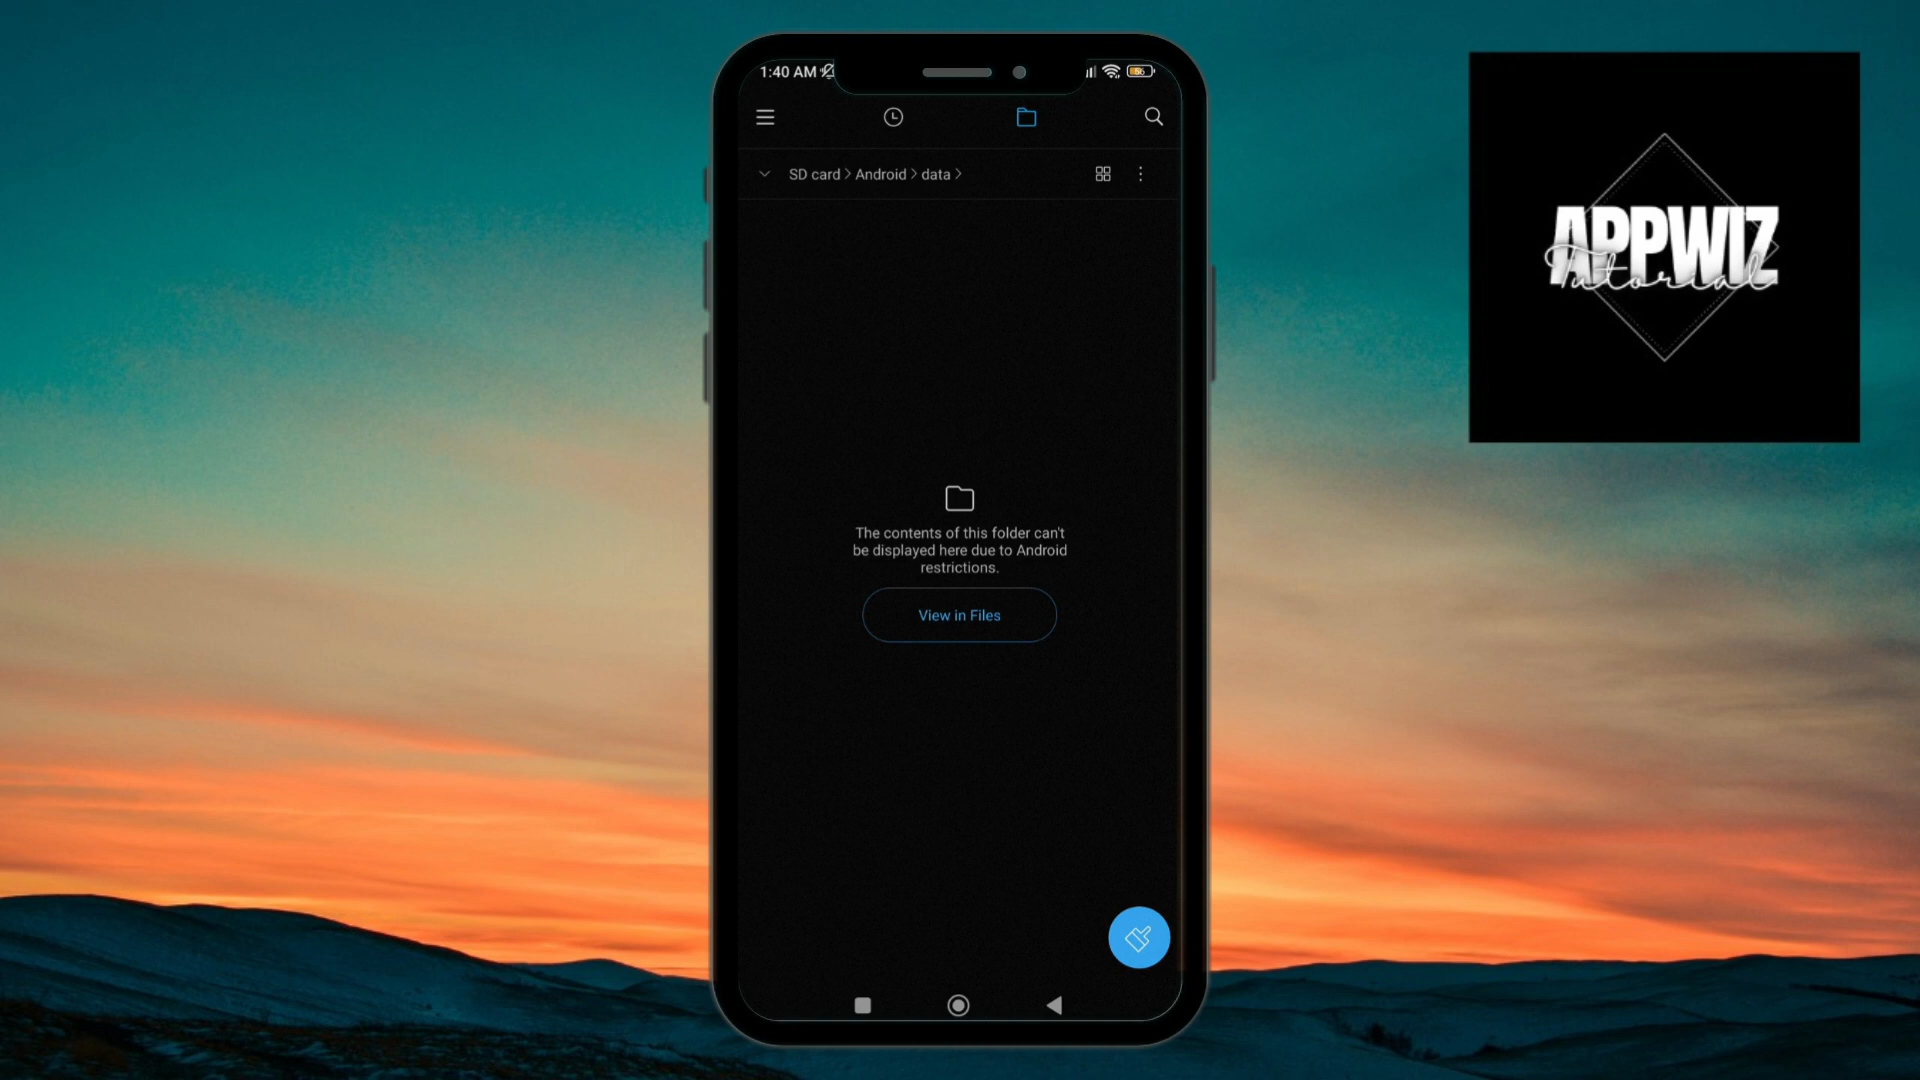 1:40 AM
56
SD card > Android > data >
The contents of this folder can't
be displayed here due to Android
restrictions.
View in Files
APPWIZ
Tutorial